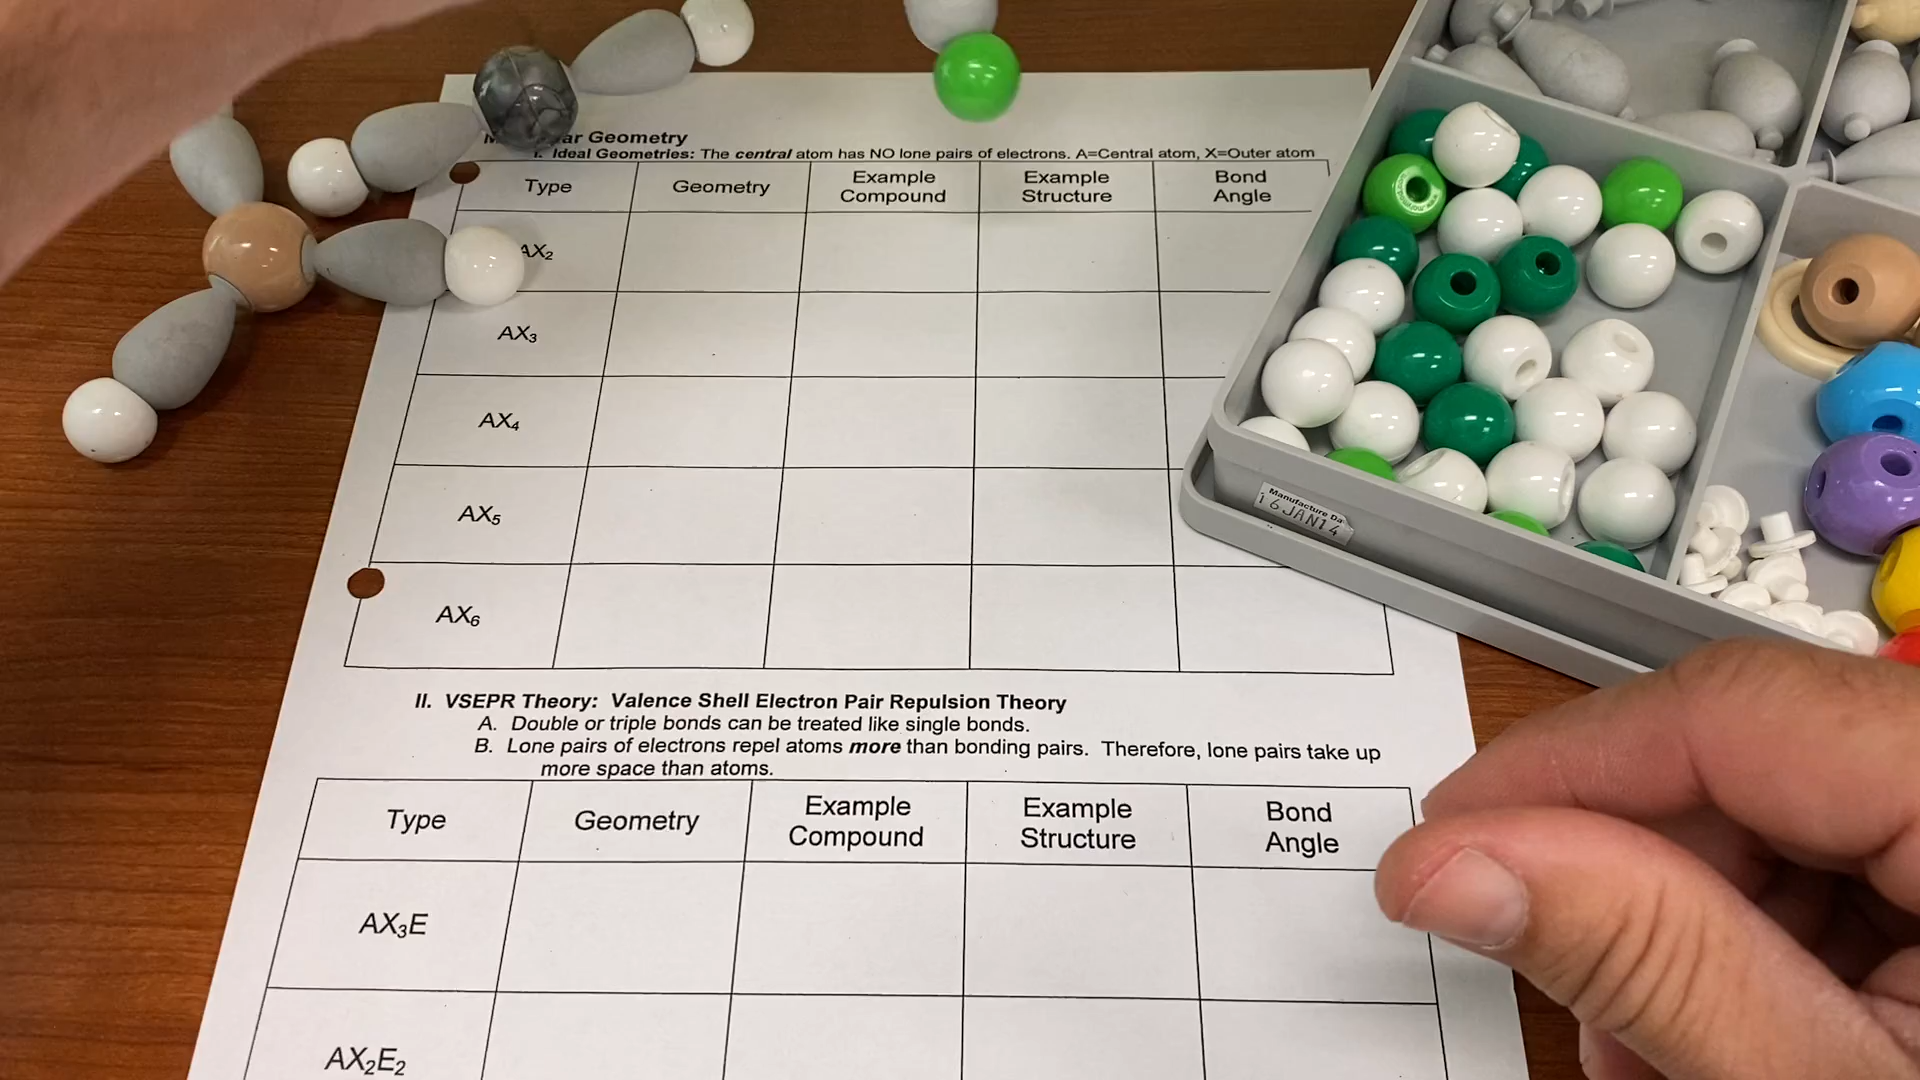 ar Geometry
I. Ideal Geometries: The central atom has NO lone pairs of electrons. A=Central atom, X=Outer atom
Type Geometry Example Compound Example Structure Bond Angle
AX₂
AX₃
AX₄
AX₅
AX₆
II. VSEPR Theory: Valence Shell Electron Pair Repulsion Theory
A. Double or triple bonds can be treated like single bonds.
B. Lone pairs of electrons repel atoms more than bonding pairs. Therefore, lone pairs take up
more space than atoms.
Type Geometry Example Compound Example Structure Bond Angle
AX₃E
AX₂E₂
Manufacture Da
16JAN14